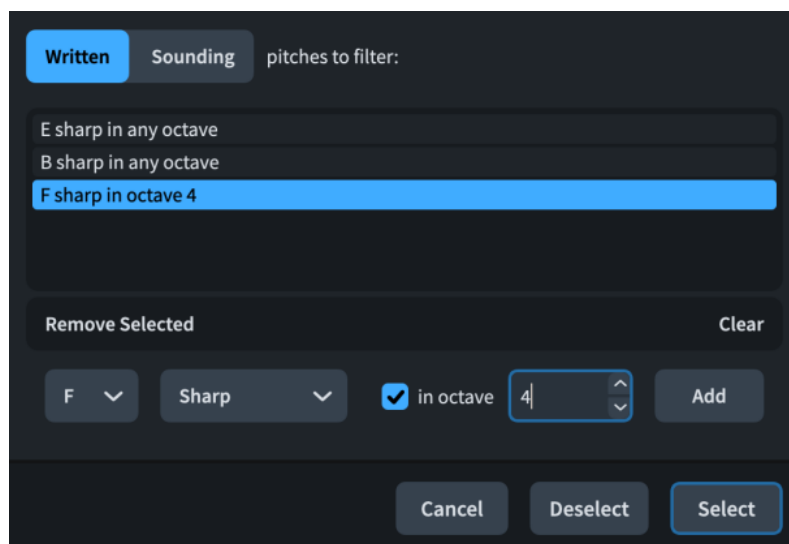 Written Sounding pitches to filter:
E sharp in any octave
B sharp in any octave
F sharp in octave 4
Remove Selected Clear
F Sharp in octave 4 Add
Cancel Deselect Select